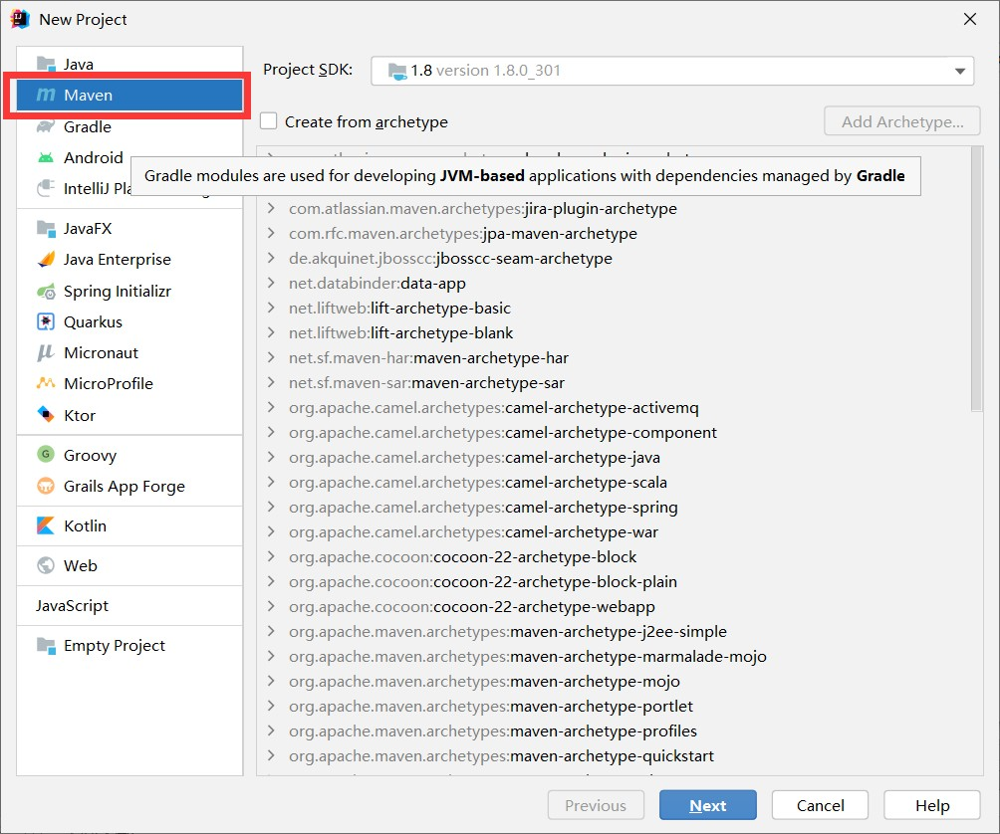 New Project
Java
Maven
Gradle
Android
IntelliJ Pla
JavaFX
Java Enterprise
Spring Initializr
Quarkus
Micronaut
MicroProfile
Ktor
Groovy
Grails App Forge
Kotlin
Web
JavaScript
Empty Project
Project SDK: 1.8 version 1.8.0_301
Create from archetype
Add Archetype...
Gradle modules are used for developing JVM-based applications with dependencies managed by Gradle
com.atlassian.maven.archetypes:jira-plugin-archetype
com.rfc.maven.archetypes:jpa-maven-archetype
de.akquinet.jbosscc:jbosscc-seam-archetype
net.databinder:data-app
net.liftweb:lift-archetype-basic
net.liftweb:lift-archetype-blank
net.sf.maven-har:maven-archetype-har
net.sf.maven-sar:maven-archetype-sar
org.apache.camel.archetypes:camel-archetype-activemq
org.apache.camel.archetypes:camel-archetype-component
org.apache.camel.archetypes:camel-archetype-java
org.apache.camel.archetypes:camel-archetype-scala
org.apache.camel.archetypes:camel-archetype-spring
org.apache.camel.archetypes:camel-archetype-war
org.apache.cocoon:cocoon-22-archetype-block
org.apache.cocoon:cocoon-22-archetype-block-plain
org.apache.cocoon:cocoon-22-archetype-webapp
org.apache.maven.archetypes:maven-archetype-j2ee-simple
org.apache.maven.archetypes:maven-archetype-marmalade-mojo
org.apache.maven.archetypes:maven-archetype-mojo
org.apache.maven.archetypes:maven-archetype-portlet
org.apache.maven.archetypes:maven-archetype-profiles
org.apache.maven.archetypes:maven-archetype-quickstart
Previous
Next
Cancel
Help